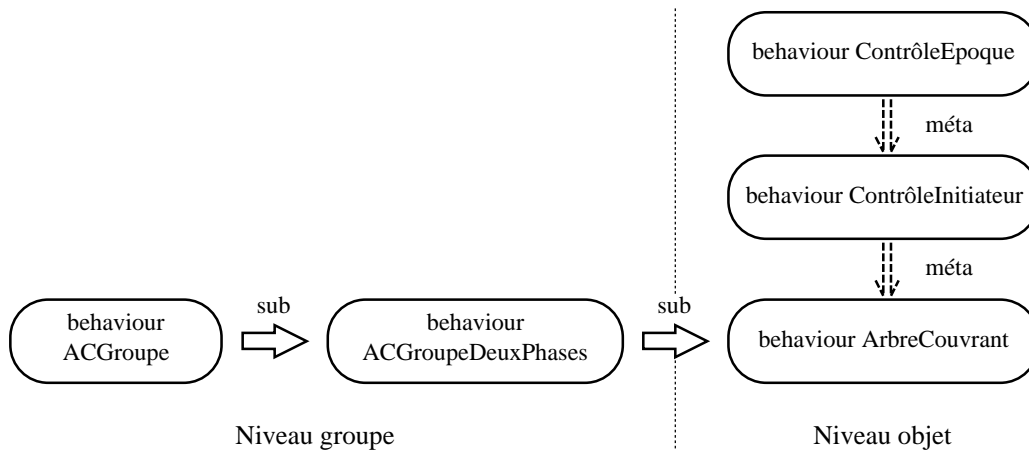 behaviour ContrôleEpoque
méta
behaviour ContrôleInitiateur
méta
sub
sub
behaviour
ACGroupe
behaviour
ACGroupeDeuxPhases
behaviour ArbreCouvrant
Niveau groupe
Niveau objet